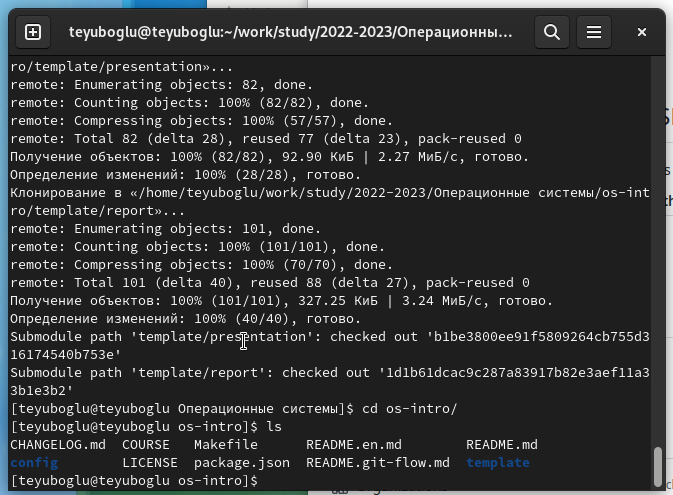 teyuboglu@teyuboglu:~/work/study/2022-2023/Операционны...
ro/template/presentation»...
remote: Enumerating objects: 82, done.
remote: Counting objects: 100% (82/82), done.
remote: Compressing objects: 100% (57/57), done.
remote: Total 82 (delta 28), reused 77 (delta 23), pack-reused 0
Получение объектов: 100% (82/82), 92.90 КиБ | 2.27 МиБ/с, готово.
Определение изменений: 100% (28/28), готово.
Клонирование в «/home/teyuboglu/work/study/2022-2023/Операционные системы/os-int
ro/template/report»...
remote: Enumerating objects: 101, done.
remote: Counting objects: 100% (101/101), done.
remote: Compressing objects: 100% (70/70), done.
remote: Total 101 (delta 40), reused 88 (delta 27), pack-reused 0
Получение объектов: 100% (101/101), 327.25 КиБ | 3.24 МиБ/с, готово.
Определение изменений: 100% (40/40), готово.
Submodule path 'template/presentation': checked out 'b1be3800ee91f5809264cb755d3
16174540b753e'
Submodule path 'template/report': checked out '1d1b61dcac9c287a83917b82e3aef11a3
3b1e3b2'
[teyuboglu@teyuboglu Операционные системы]$ cd os-intro/
[teyuboglu@teyuboglu os-intro]$ ls
CHANGELOG.md COURSE Makefile README.en.md README.md
config LICENSE package.json README.git-flow.md template
[teyuboglu@teyuboglu os-intro]$